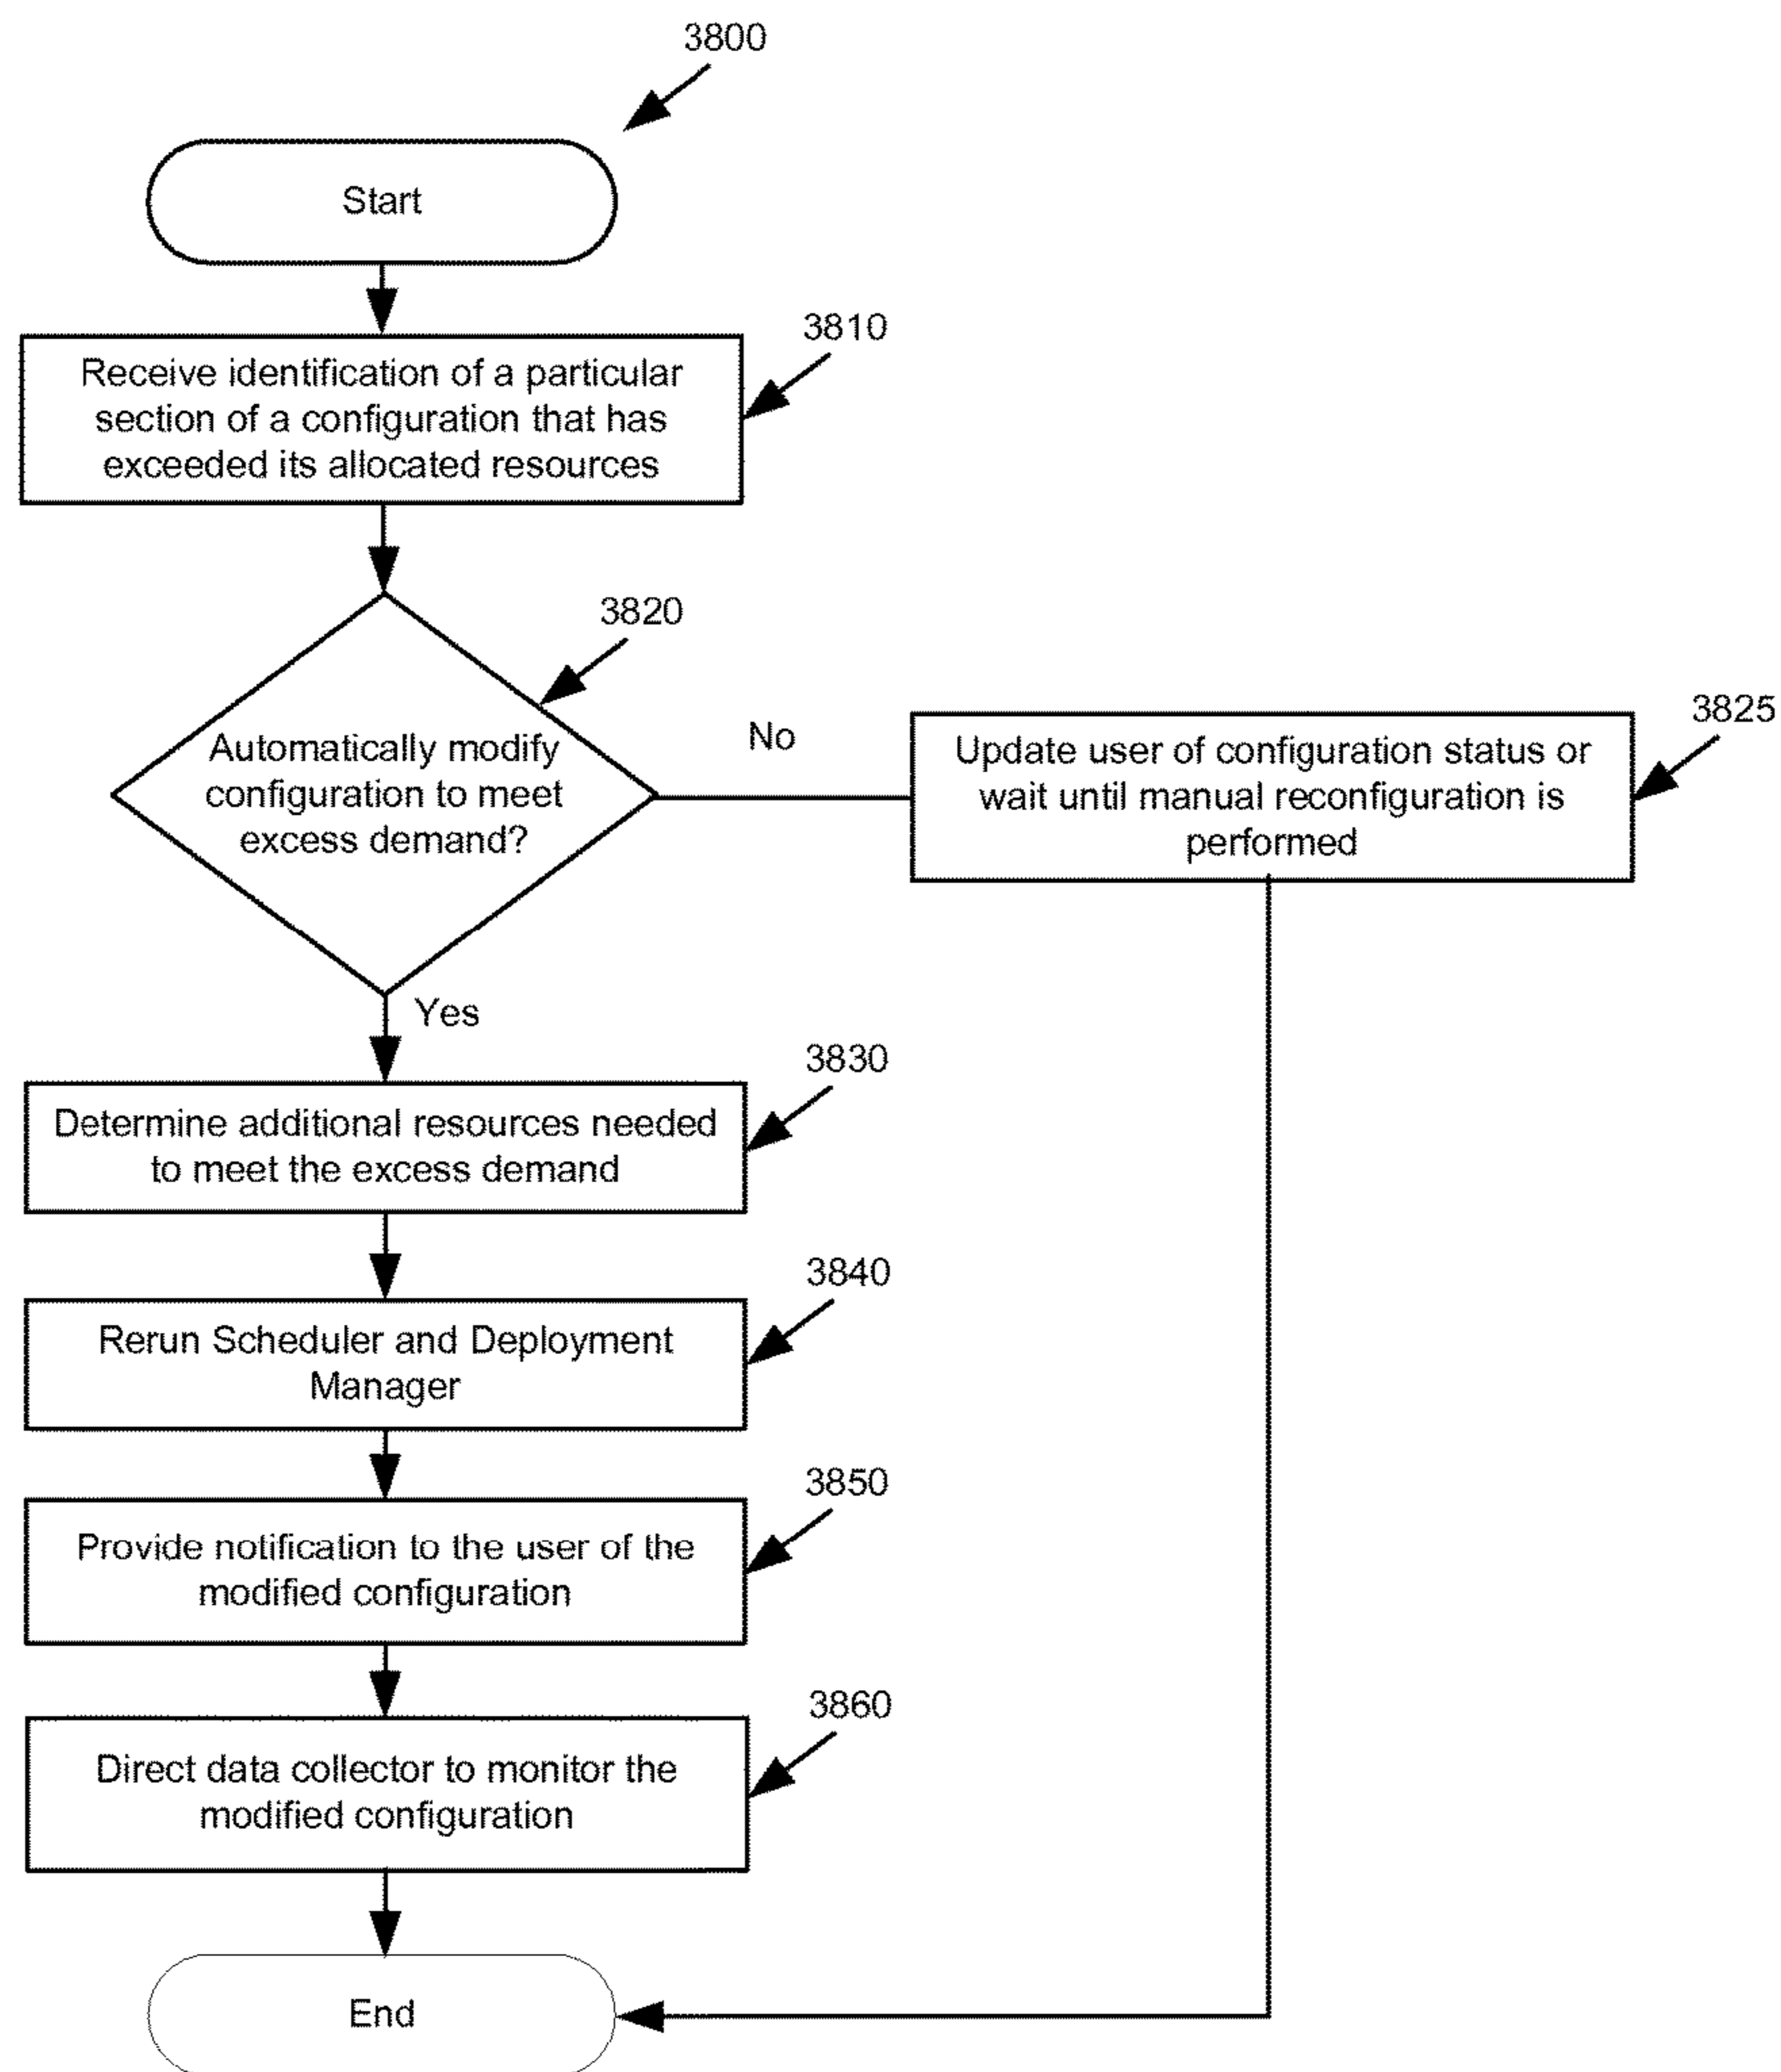 3800
Start
3810
Receive identification of a particular
section of a configuration that has
exceeded its allocated resources
3820
Automatically modify
configuration to meet
excess demand?
No
3825
Update user of configuration status or
wait until manual reconfiguration is
performed
Yes
3830
Determine additional resources needed
to meet the excess demand
3840
Rerun Scheduler and Deployment
Manager
3850
Provide notification to the user of the
modified configuration
3860
Direct data collector to monitor the
modified configuration
End